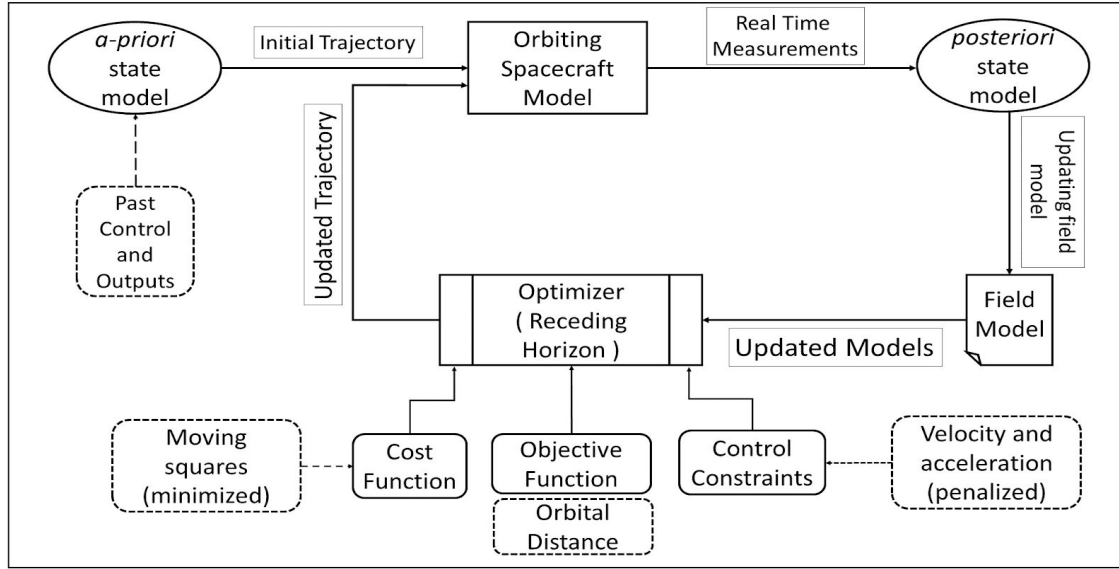 a-priori
state
model
Initial Trajectory
Orbiting
Spacecraft
Model
Real Time
Measurements
posteriori
state
model
Past
Control
and
Outputs
Updated Trajectory
Updating field
model
Optimizer
( Receding
Horizon )
Updated Models
Field
Model
Moving
squares
(minimized)
Cost
Function
Objective
Function
Orbital
Distance
Control
Constraints
Velocity and
acceleration
(penalized)